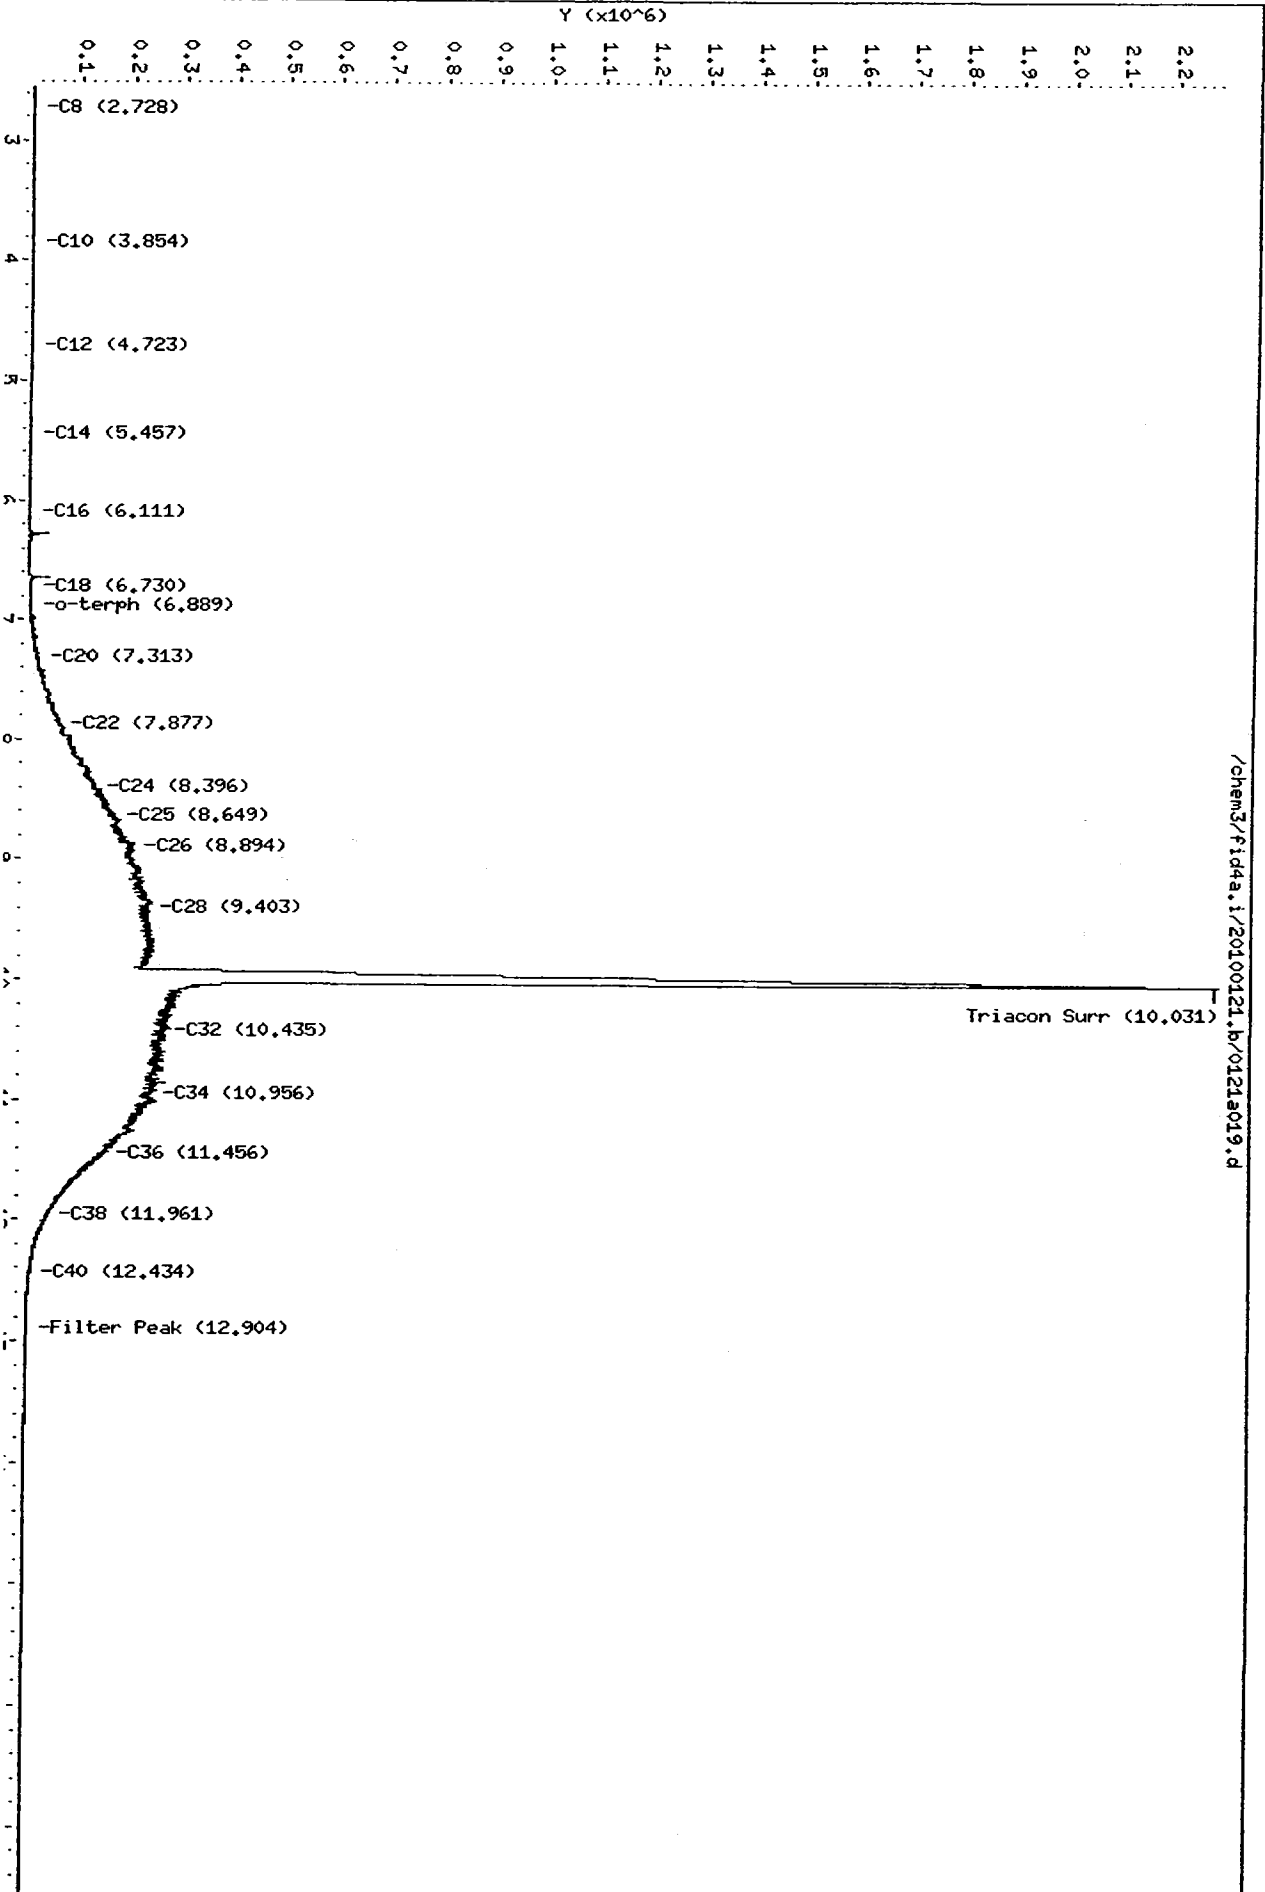 Y (x10^6)
0.1
0.2
0.3
0.4
0.5
0.6
0.7
0.8
0.9
1.0
1.1
1.2
1.3
1.4
1.5
1.6
1.7
1.8
1.9
2.0
2.1
2.2
/chem3/fid4a.i/20100121.b/0121a019.d
-C8 (2.728)
3
-C10 (3.854)
4
-C12 (4.723)
5
-C14 (5.457)
6
-C16 (6.111)
-C18 (6.730)
-o-terph (6.889)
7
-C20 (7.313)
-C22 (7.877)
-C24 (8.396)
-C25 (8.649)
-C26 (8.894)
-C28 (9.403)
Triacon Surr (10.031)
-C32 (10.435)
-C34 (10.956)
-C36 (11.456)
-C38 (11.961)
-C40 (12.434)
-Filter Peak (12.904)